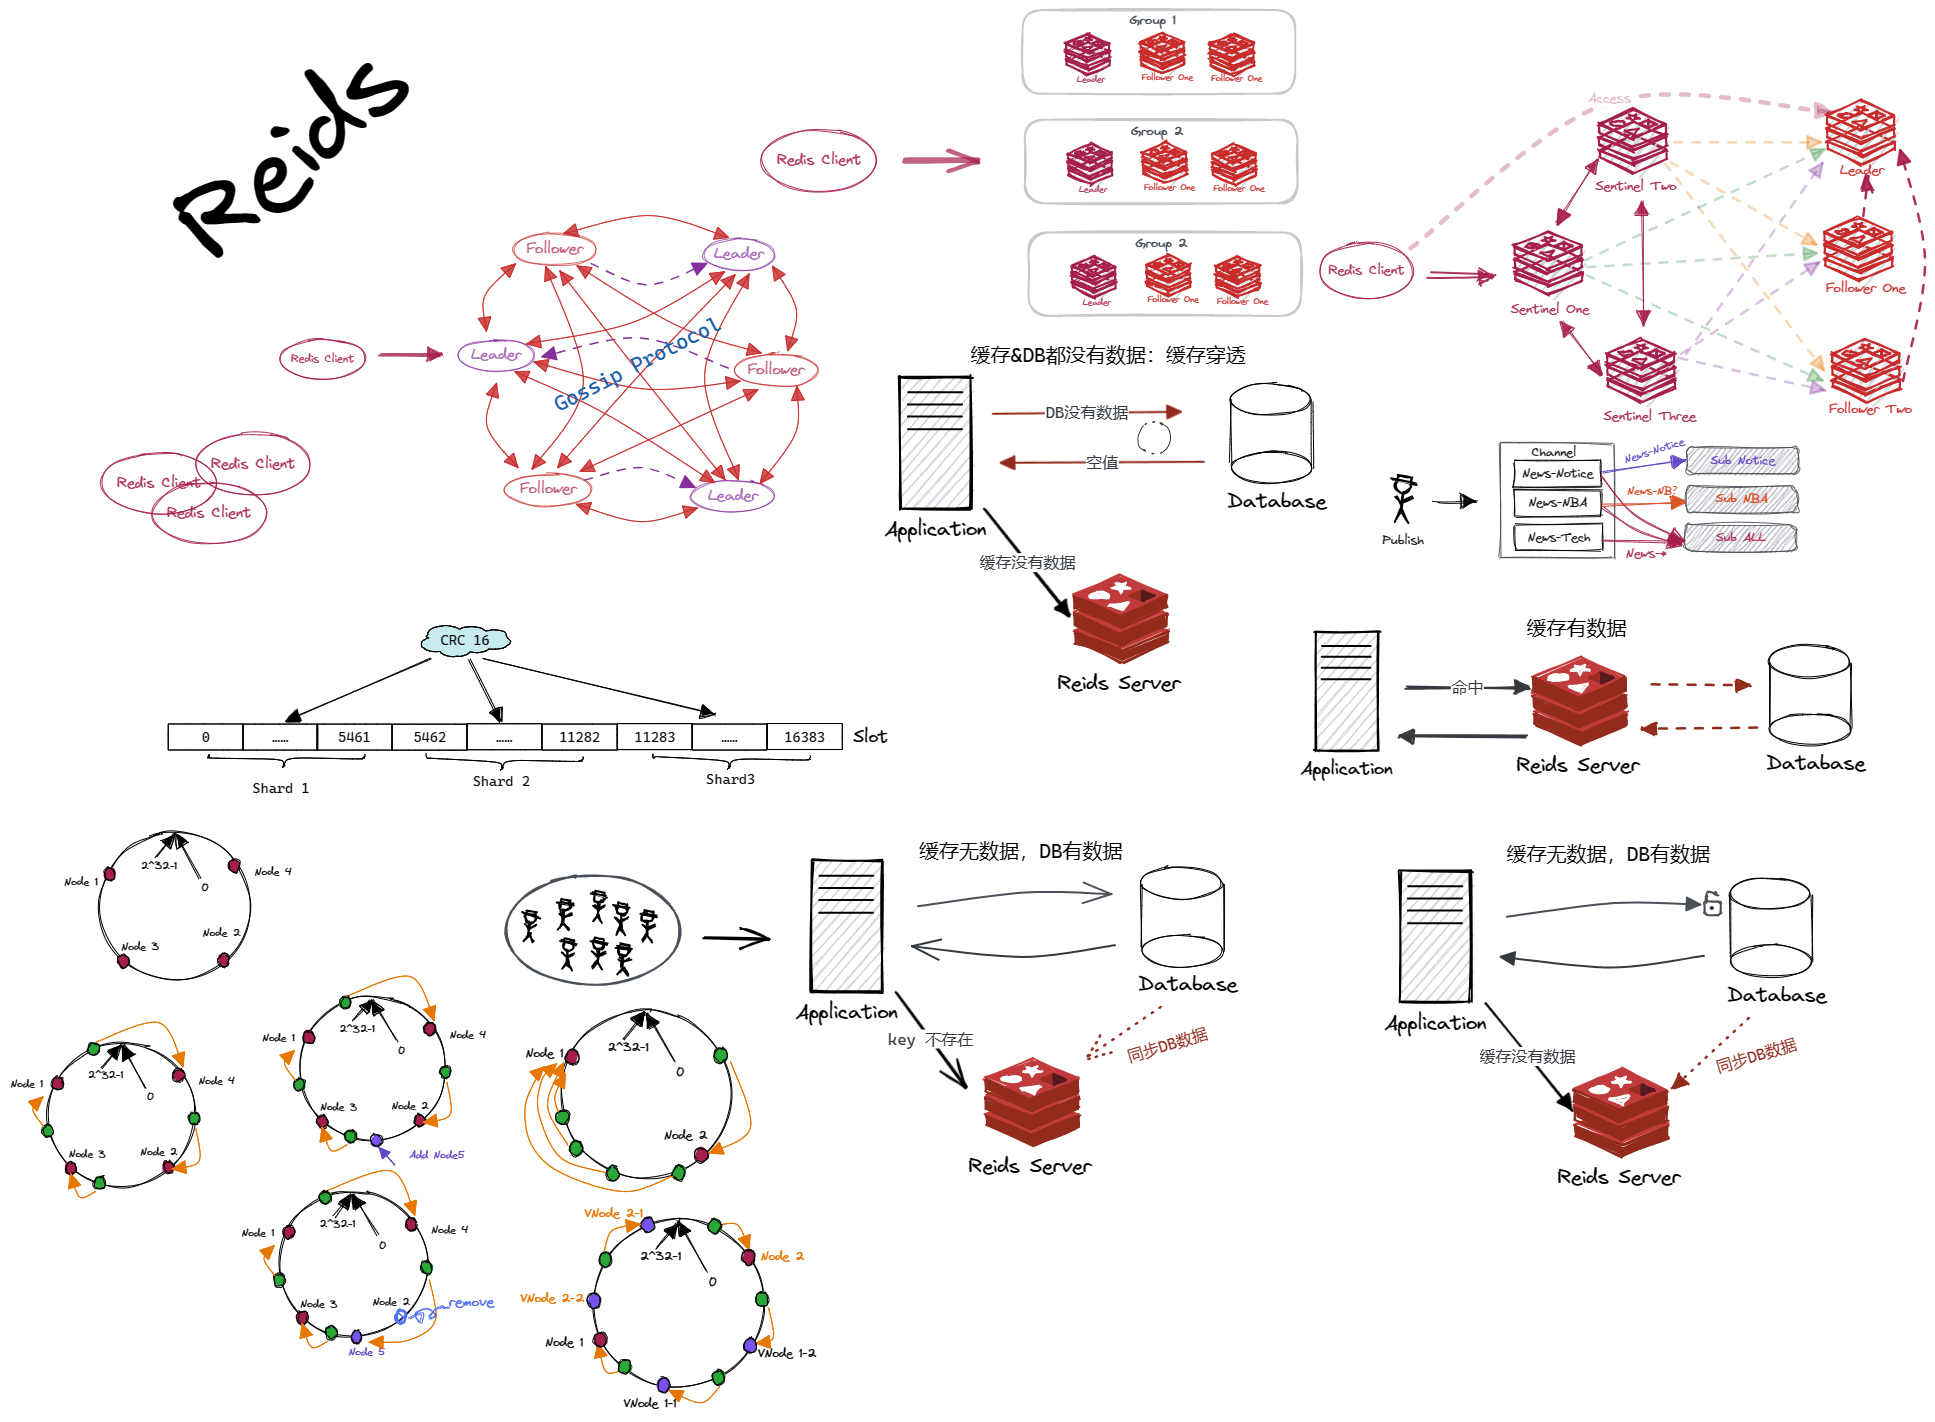 Reids
Redis Client
Group 1
Leader
Follower One
Follower One
Group 2
Leader
Follower One
Follower One
Group 2
Leader
Follower One
Follower One
Access
Sentinel Two
Leader
Redis Client
Sentinel One
Follower One
Sentinel Three
Follower Two
Follower
Leader
Redis Client
Leader
Gossip Protocol
Follower
Follower
Leader
Redis Client
Redis Client
Redis Client
缓存&DB都没有数据：缓存穿透
DB没有数据
空值
Application
Database
缓存没有数据
Reids Server
Channel
News-Notice
News-NBA
News-Tech
News-Notice
News-NB?
News-*
Sub Notice
Sub NBA
Sub ALL
Publish
CRC 16
0 …… 5461 5462 …… 11282 11283 …… 16383 Slot
Shard 1
Shard 2
Shard3
缓存有数据
命中
Application
Reids Server
Database
2^32-1
0
Node 1
Node 4
Node 3
Node 2
2^32-1
0
Node 1
Node 4
Node 3
Node 2
2^32-1
0
Node 1
Node 4
Node 3
Node 2
Add Node5
2^32-1
0
Node 1
Node 4
Node 3
Node 2
remove
Node 5
2^32-1
0
Node 1
Node 2
VNode 2-1
2^32-1
0
Node 2
VNode 2-2
Node 1
VNode 1-2
VNode 1-1
缓存无数据，DB有数据
Application
Database
key 不存在
同步DB数据
Reids Server
缓存无数据，DB有数据
Application
Database
缓存没有数据
同步DB数据
Reids Server